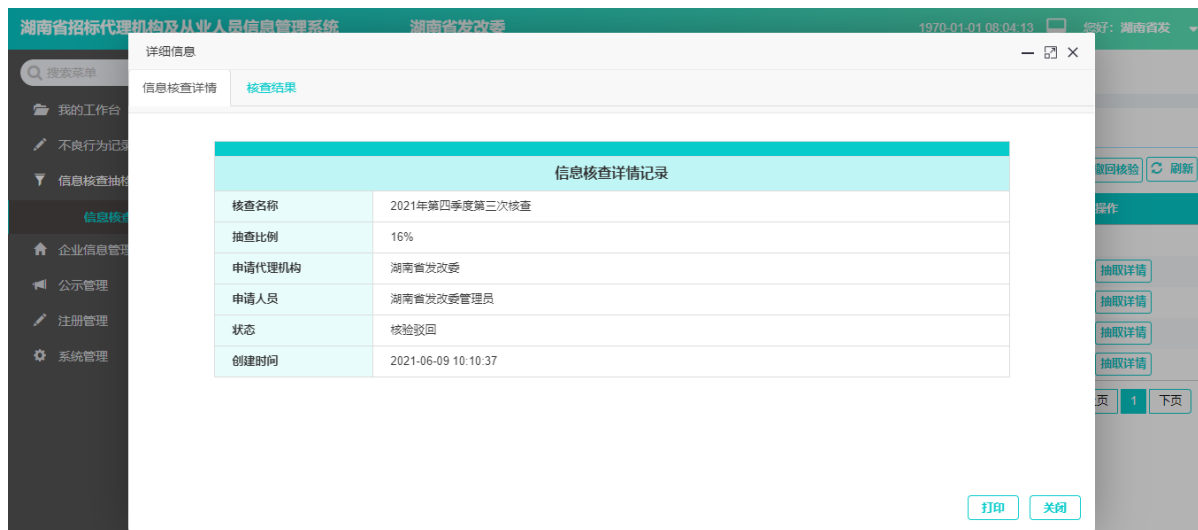 湖南省招标代理机构及从业人员信息管理系统 湖南省发改委 1970-01-01 08:04:13 您好：湖南省发
搜索菜单
我的工作台
不良行为记录
信息核查抽检
信息核查
企业信息管理
公示管理
注册管理
系统管理
详细信息
信息核查详情 核查结果
信息核查详情记录
核查名称 2021年第四季度第三次核查
抽查比例 16%
申请代理机构 湖南省发改委
申请人员 湖南省发改委管理员
状态 核验驳回
创建时间 2021-06-09 10:10:37
打印 关闭
撤回核验 刷新
操作
抽取详情
抽取详情
抽取详情
抽取详情
页 1 下页